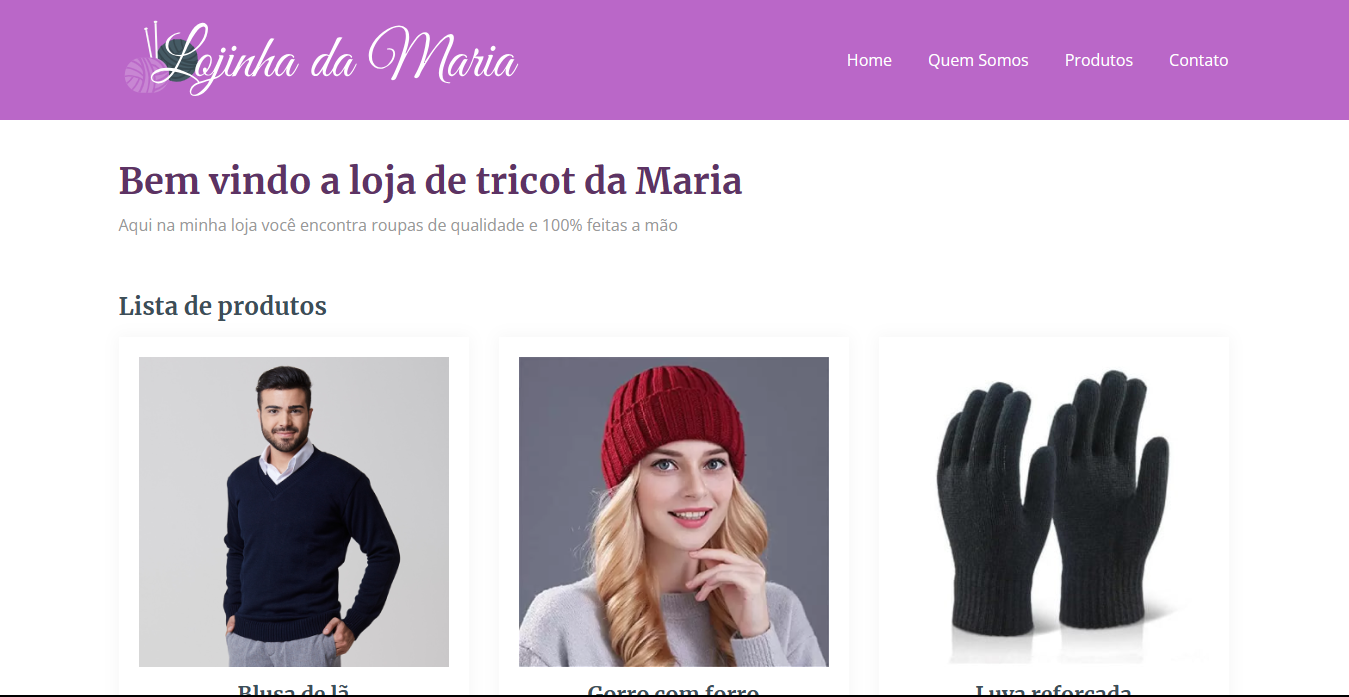 Lojinha da Maria
Home Quem Somos Produtos Contato
Bem vindo a loja de tricot da Maria
Aqui na minha loja você encontra roupas de qualidade e 100% feitas a mão
Lista de produtos
Blusa de lã Gorro com forro Luva reforçada